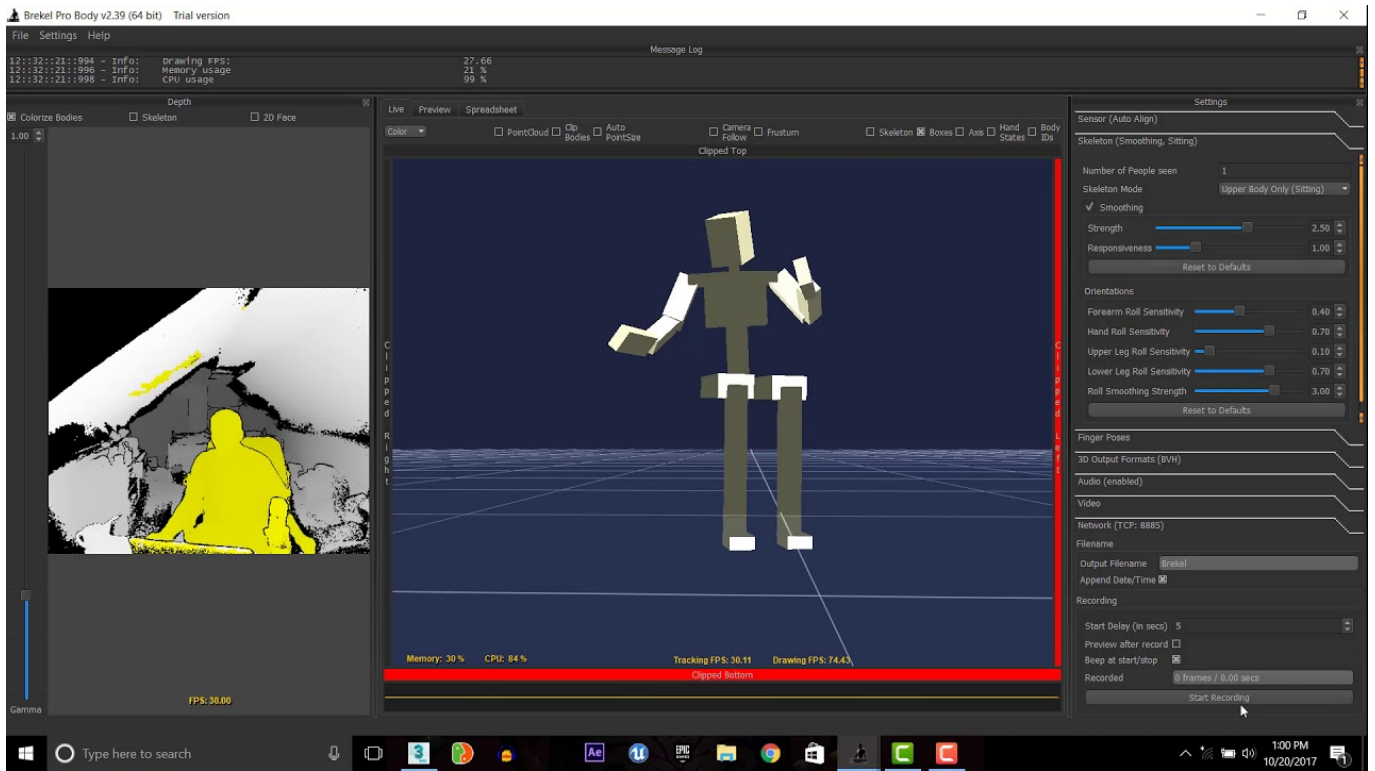 Brekel Pro Body v2.39 (64 bit) Trial version
File Settings Help
Message Log
12::32::21::994 - Info: Drawing FPS: 27.66
12::32::21::996 - Info: Memory usage 21 %
12::32::21::998 - Info: CPU usage 99 %
Depth
Colorize Bodies Skeleton 2D Face
1.00
FPS: 30.00
Gamma
Live Preview Spreadsheet
Color PointCloud Clip Bodies Auto PointSize Camera Follow Frustum Skeleton Boxes Axis Hand States Body IDs
Clipped Top
Clipped Right
Clipped Left
Memory: 30 % CPU: 84 % Tracking FPS: 30.11 Drawing FPS: 74.43
Clipped Bottom
Settings
Sensor (Auto Align)
Skeleton (Smoothing, Sitting)
Number of People seen 1
Skeleton Mode Upper Body Only (Sitting)
Smoothing
Strength 2.50
Responsiveness 1.00
Reset to Defaults
Orientations
Forearm Roll Sensitivity 0.40
Hand Roll Sensitivity 0.70
Upper Leg Roll Sensitivity 0.10
Lower Leg Roll Sensitivity 0.70
Roll Smoothing Strength 3.00
Reset to Defaults
Finger Poses
3D Output Formats (BVH)
Audio (enabled)
Video
Network (TCP: 8885)
Filename
Output Filename Brekel
Append Date/Time
Recording
Start Delay (in secs) 5
Preview after record
Beep at start/stop
Recorded 0 frames / 0.00 secs
Start Recording
Type here to search
3
Ae
EPIC GAMES
1:00 PM
10/20/2017
1